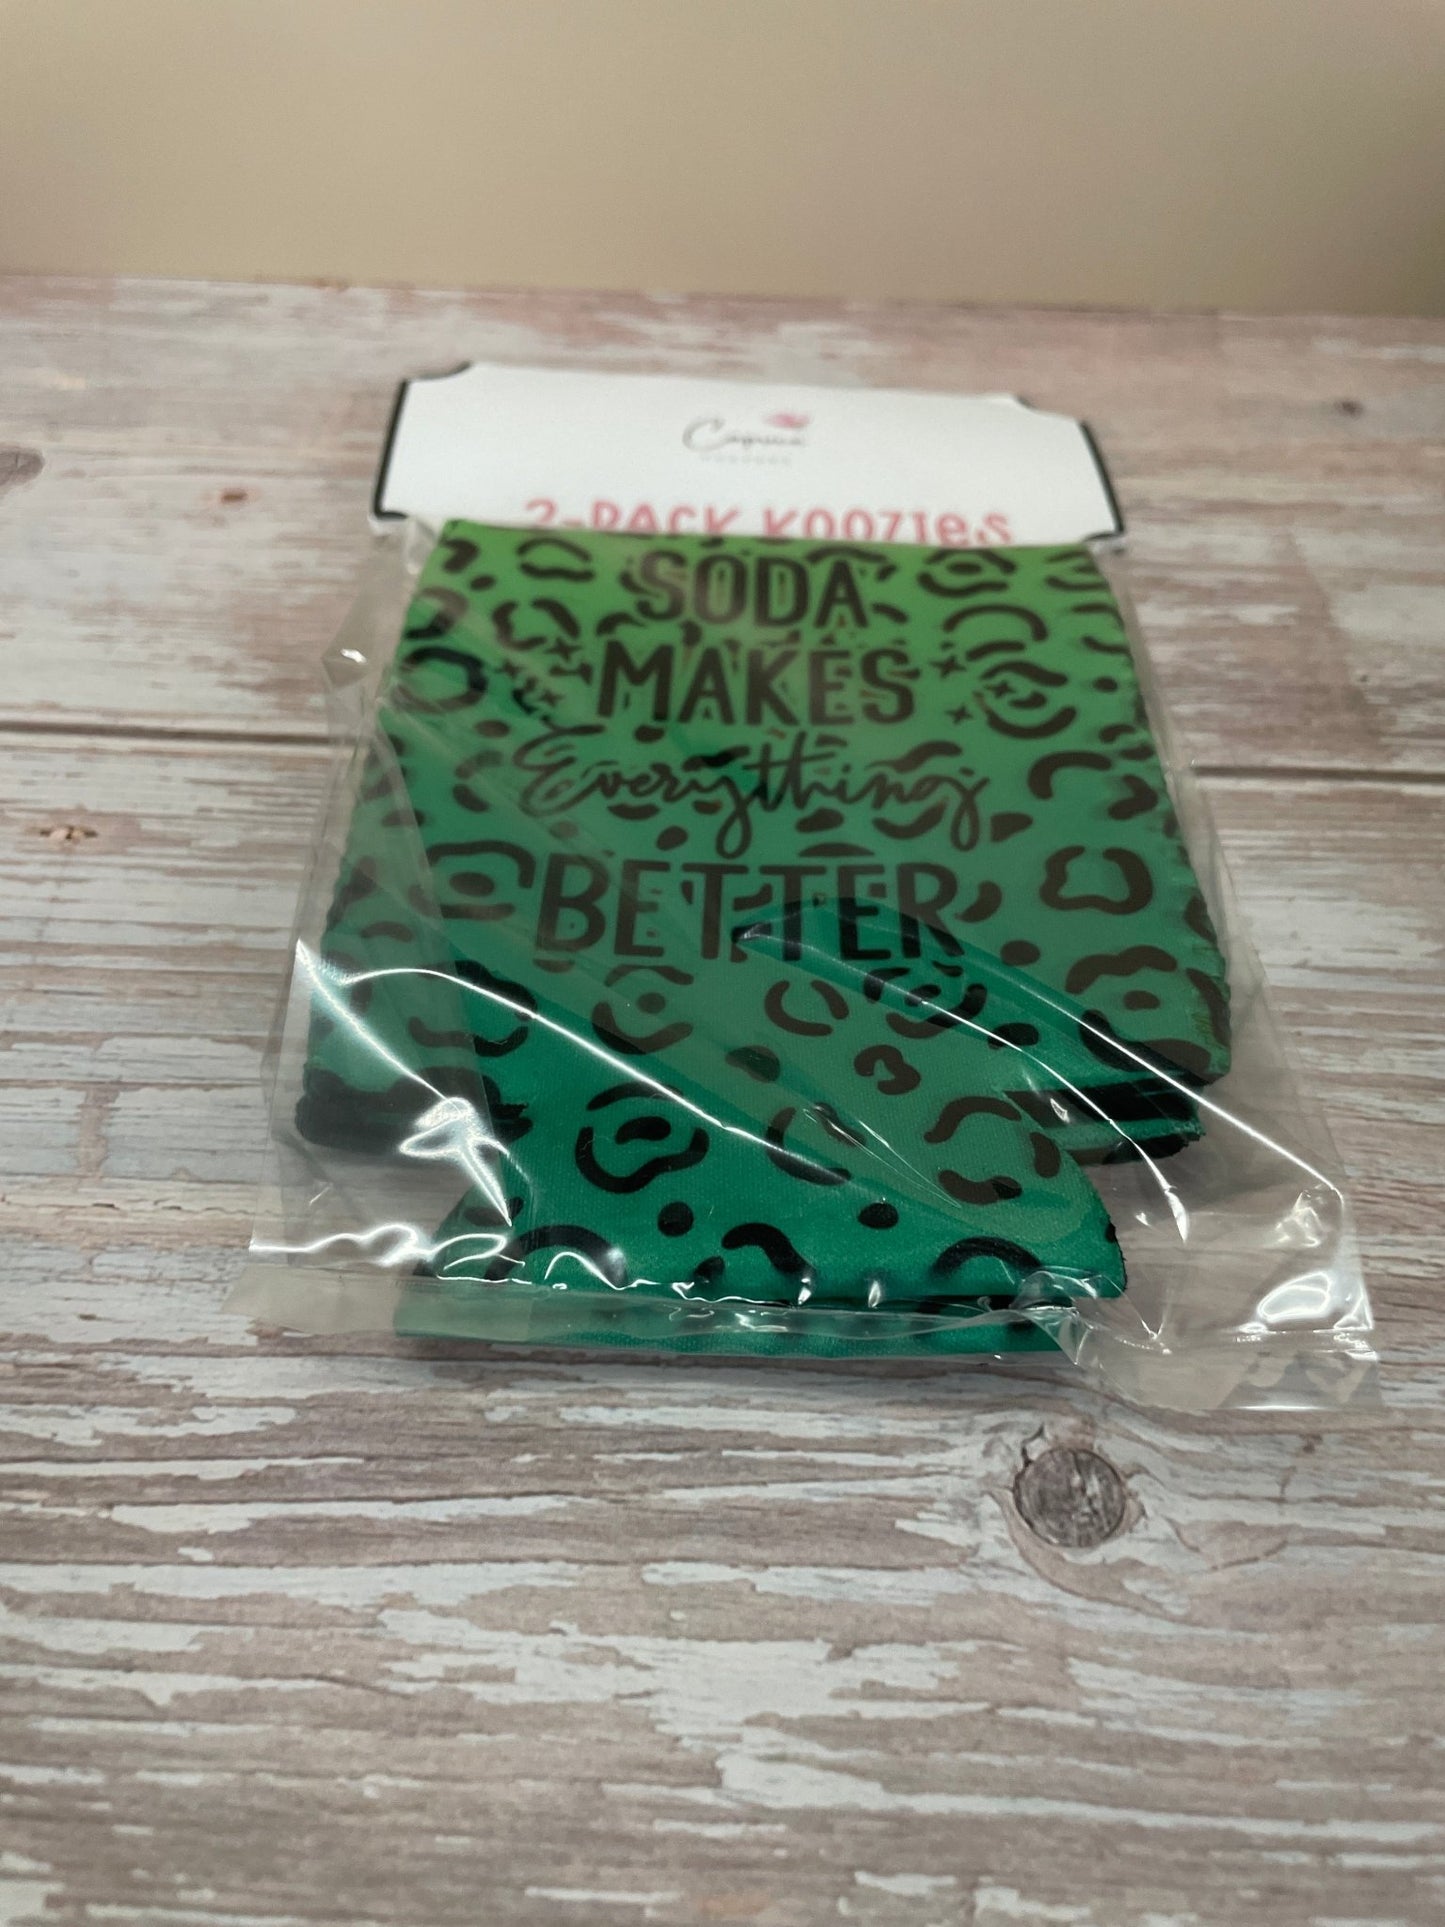 2-PACK KOOZIES
SODA
MAKES
Everything
BETTER